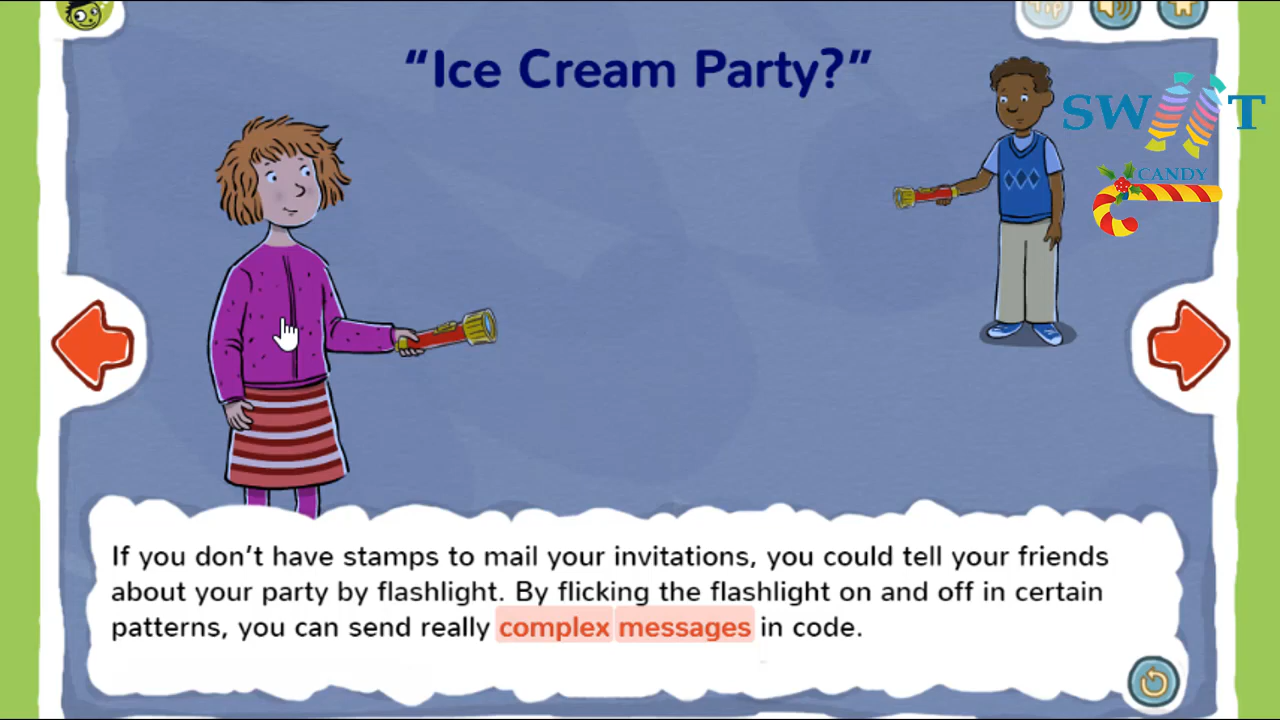 “Ice Cream Party?”
SW T
CANDY
If you don’t have stamps to mail your invitations, you could tell your friends
about your party by flashlight. By flicking the flashlight on and off in certain
patterns, you can send really complex messages in code.